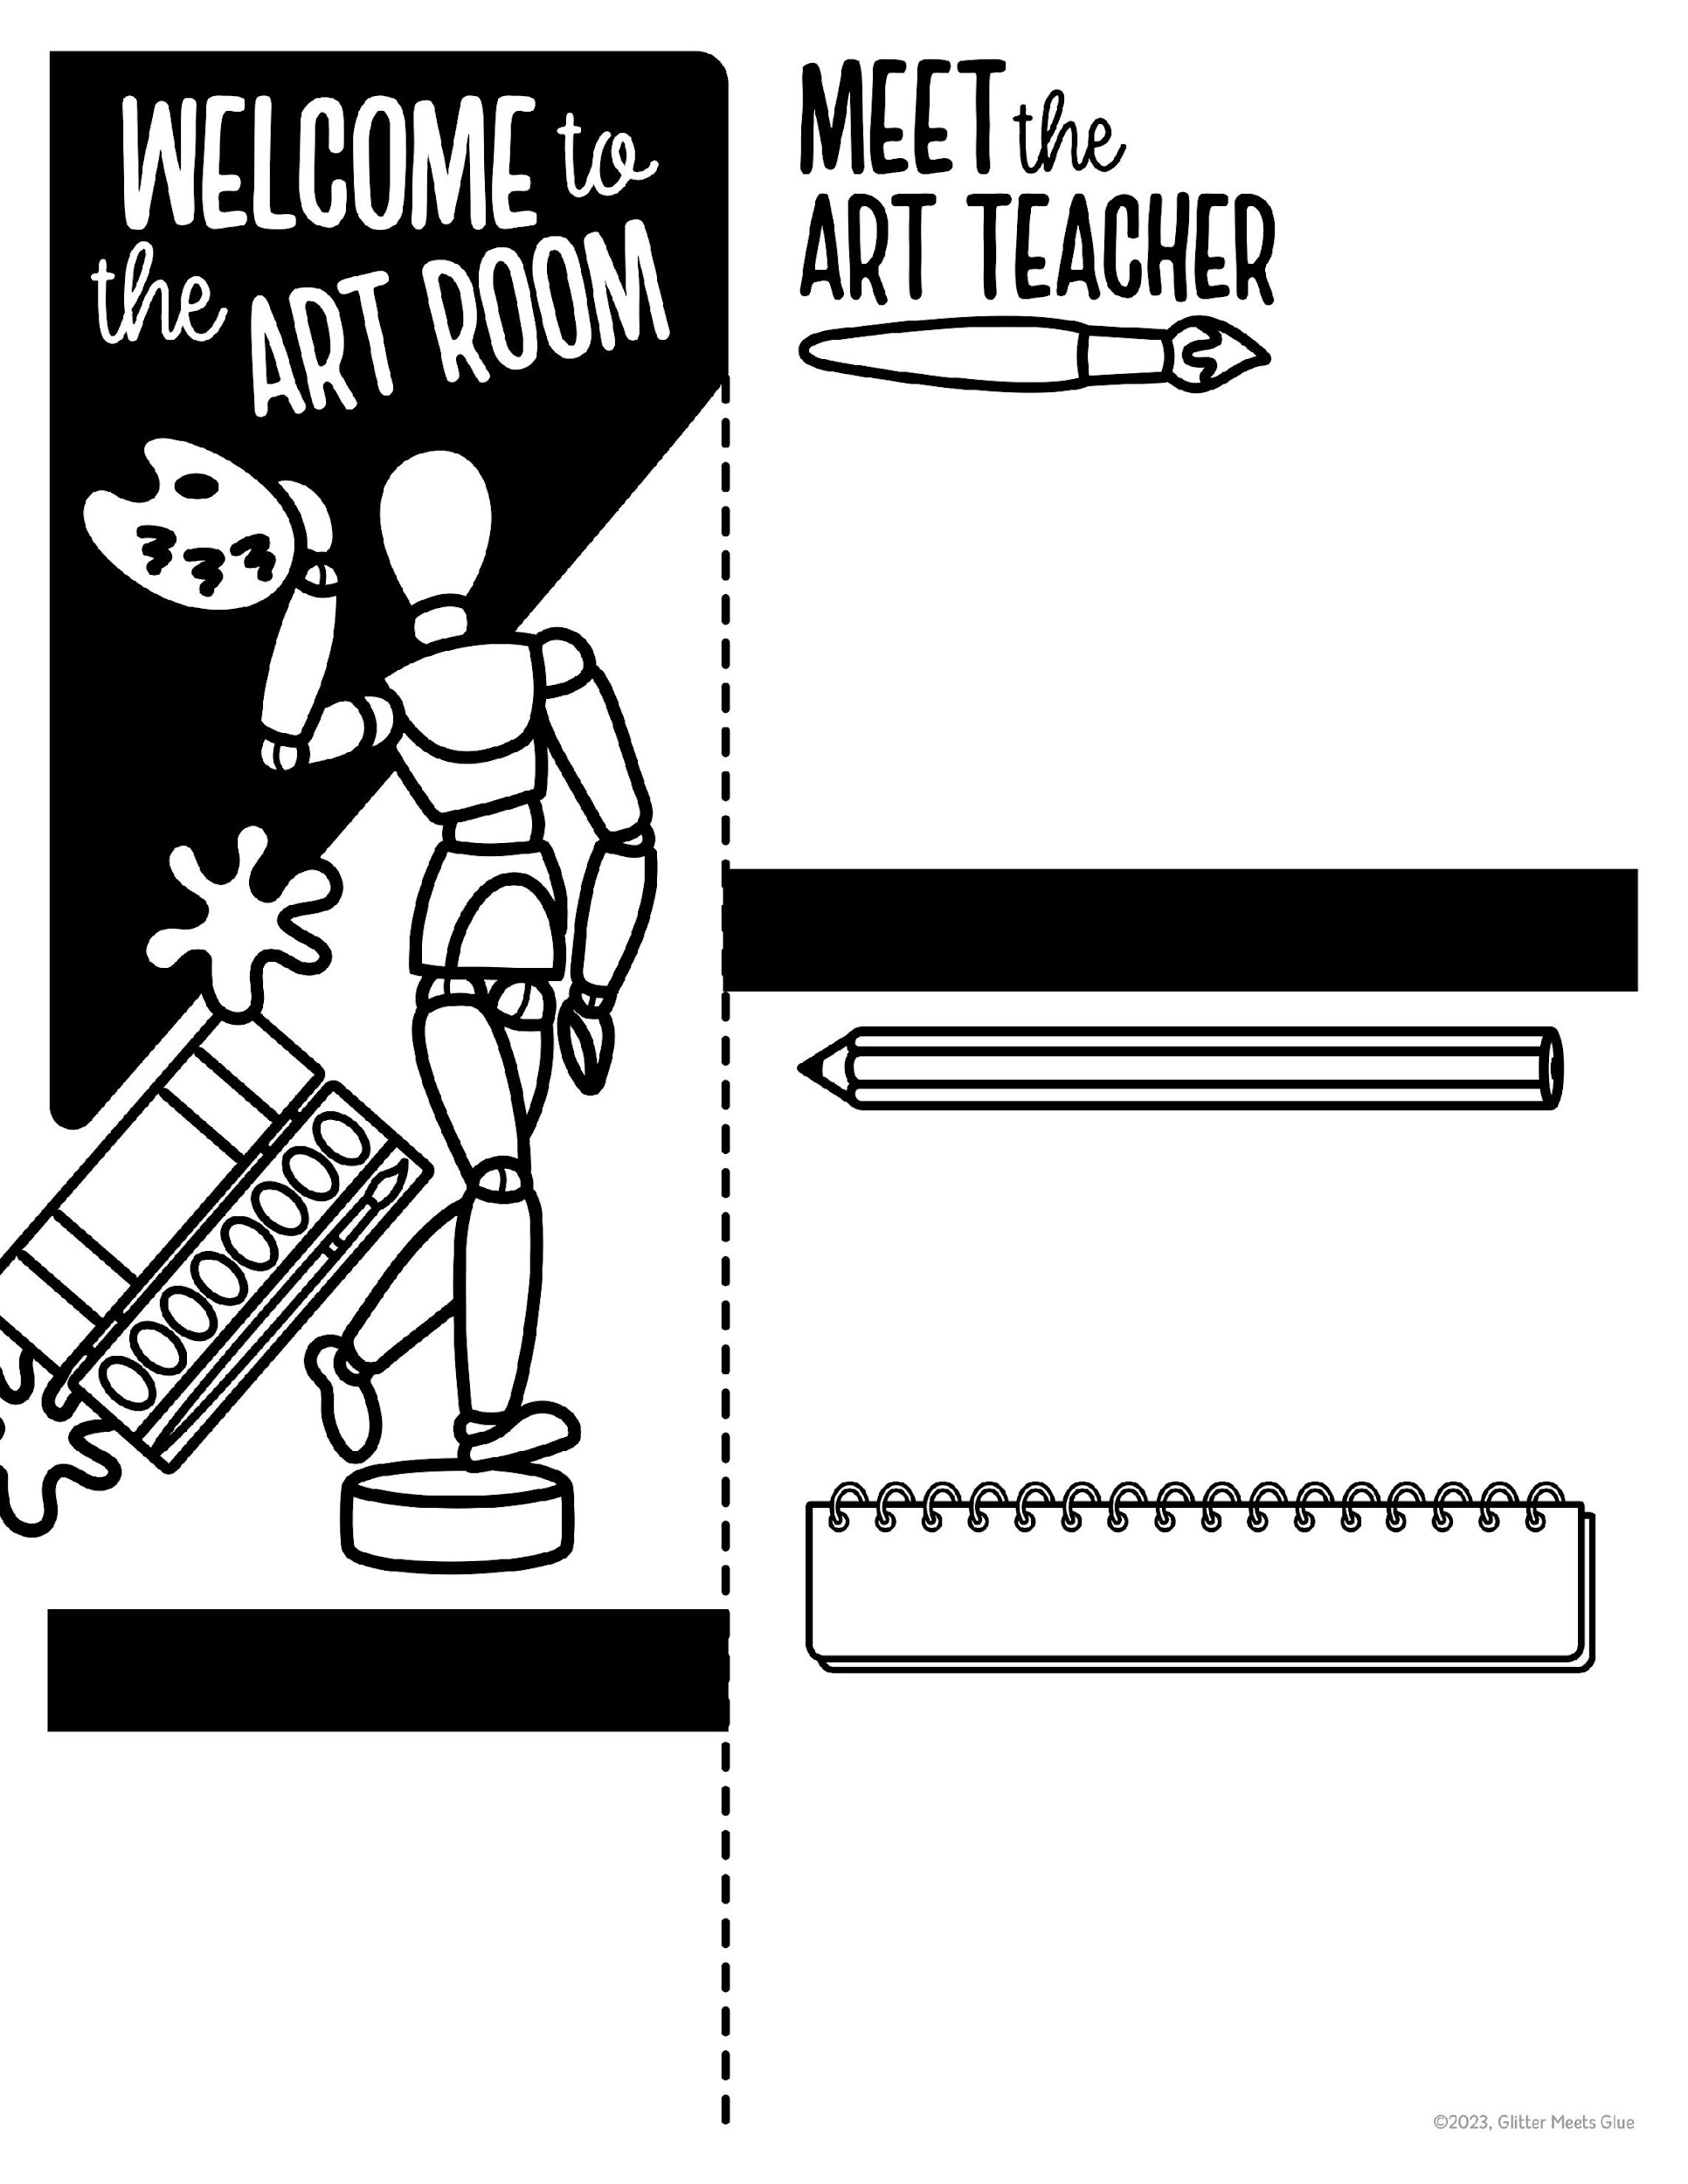 WELCOME to
the ART ROOM
MEET the
ART TEACHER
©2023, Glitter Meets Glue